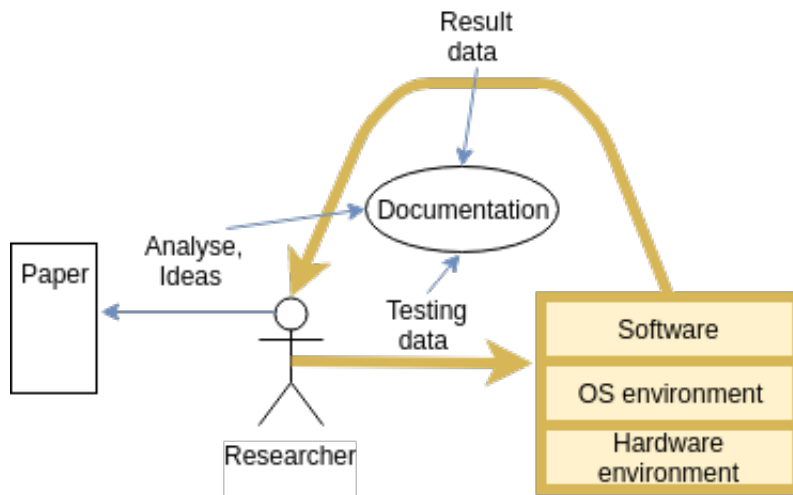 Result
data
Documentation
Analyse,
Ideas
Paper
Testing
data
Software
OS environment
Hardware
environment
Researcher